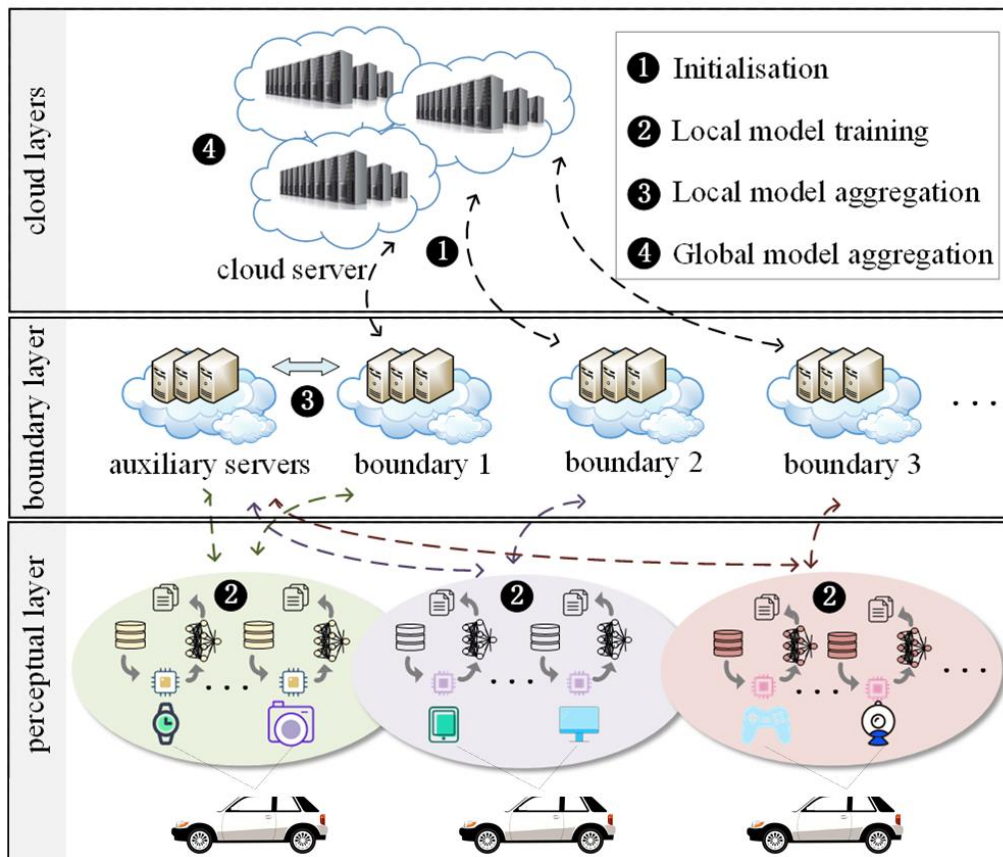 cloud layers
❶ Initialisation
❷ Local model training
❸ Local model aggregation
❹ Global model aggregation
❹
❶
cloud server
boundary layer
❸
auxiliary servers
boundary 1
boundary 2
boundary 3
. . .
perceptual layer
❷
❷
❷
. . .
. . .
. . .
. . .